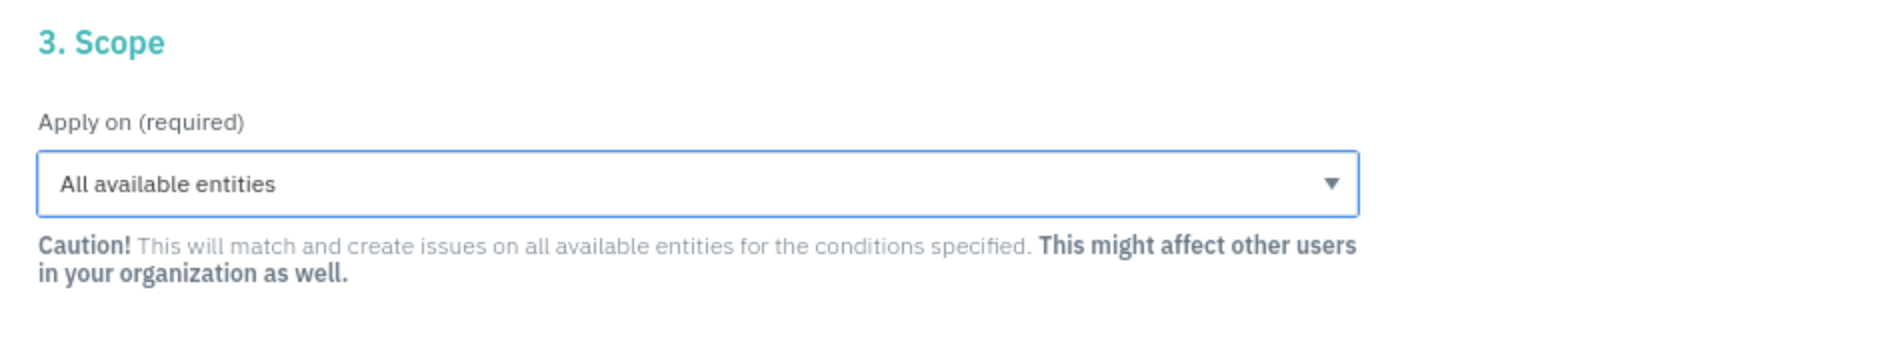 3. Scope
Apply on (required)
All available entities
Caution! This will match and create issues on all available entities for the conditions specified. This might affect other users
in your organization as well.